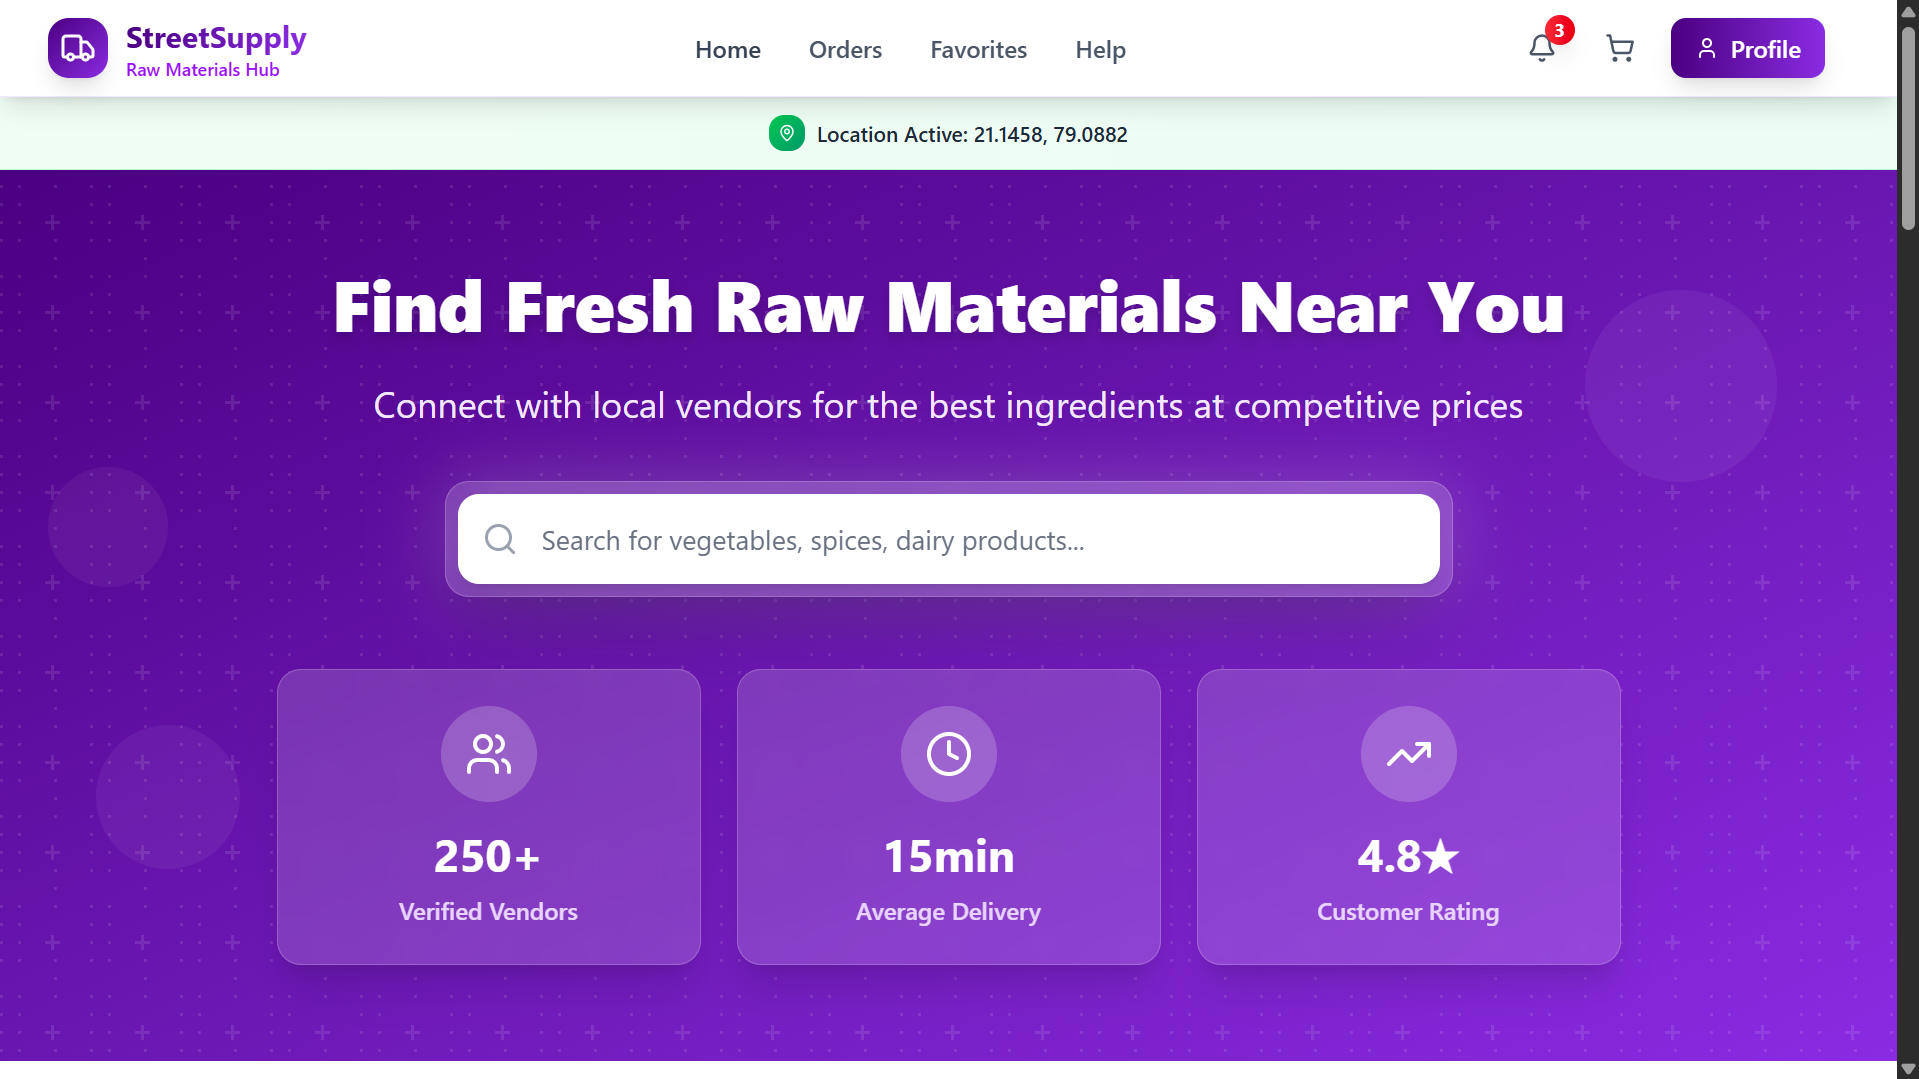 StreetSupply
Raw Materials Hub
Home
Orders
Favorites
Help
3
Profile
Location Active: 21.1458, 79.0882
Find Fresh Raw Materials Near You
Connect with local vendors for the best ingredients at competitive prices
Search for vegetables, spices, dairy products...
250+
Verified Vendors
15min
Average Delivery
4.8★
Customer Rating